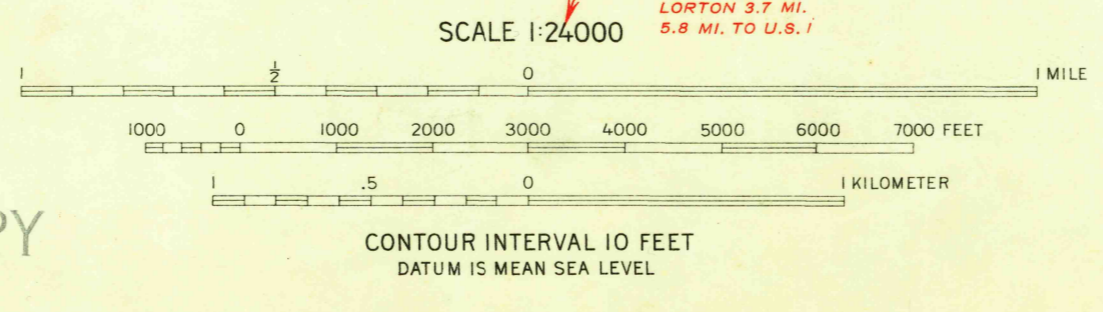 LORTON 3.7 MI.
SCALE 1:24000
5.8 MI. TO U.S. 1
1 ½ 0 1 MILE
1000 0 1000 2000 3000 4000 5000 6000 7000 FEET
1 .5 0 1 KILOMETER
CONTOUR INTERVAL 10 FEET
DATUM IS MEAN SEA LEVEL